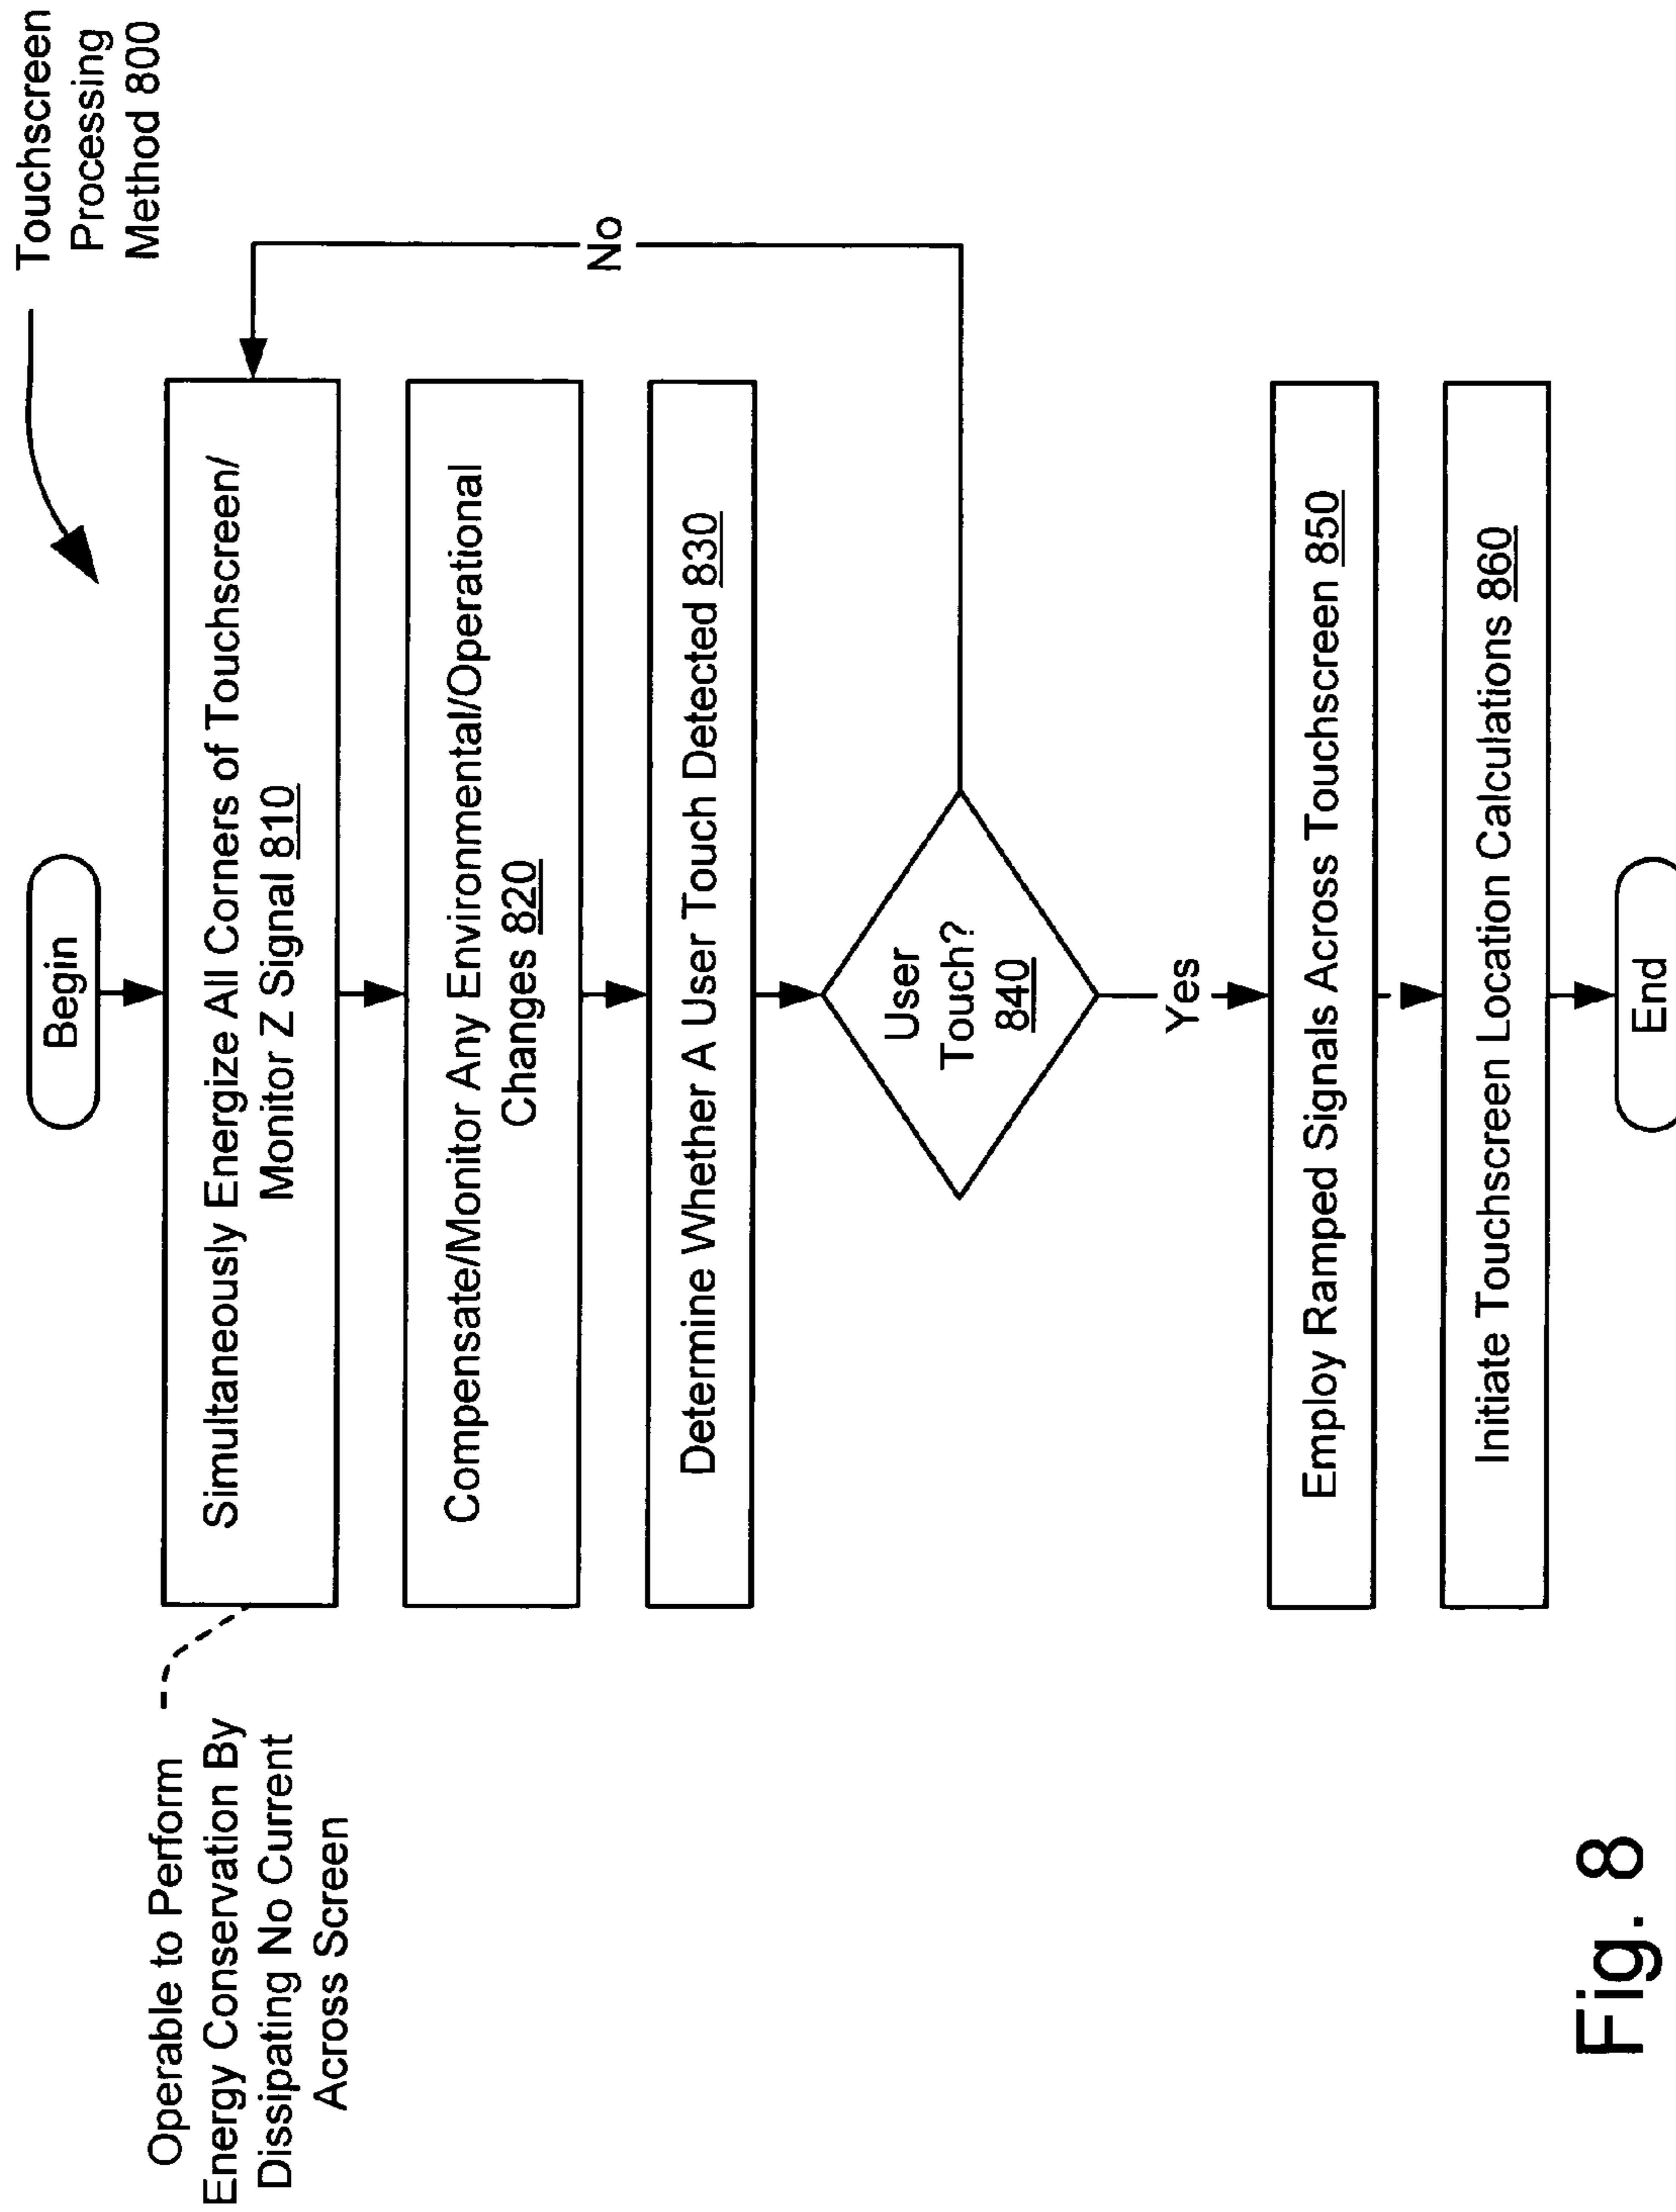 Touchscreen
Processing
Method 800
Begin
Simultaneously Energize All Corners of Touchscreen/
Monitor Z Signal 810
Operable to Perform
Energy Conservation By
Dissipating No Current
Across Screen
Compensate/Monitor Any Environmental/Operational
Changes 820
Determine Whether A User Touch Detected 830
User
Touch?
840
No
Yes
Employ Ramped Signals Across Touchscreen 850
Initiate Touchscreen Location Calculations 860
End
Fig. 8